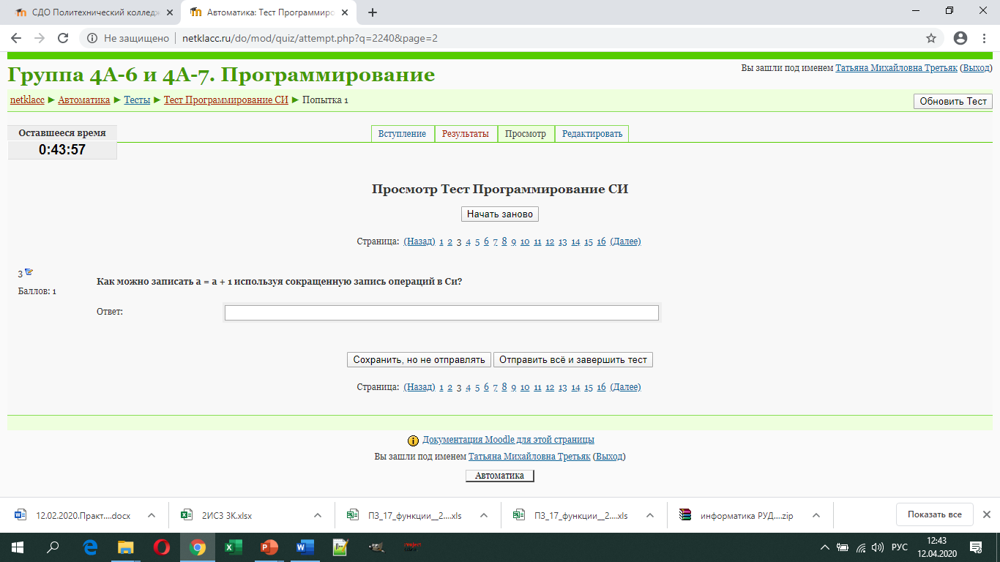 СДО Политехнический коллед
Автоматика: Тест Программиро
Не защищено
netklacc.ru/do/mod/quiz/attempt.php?q=2240&page=2
Группа 4А-6 и 4А-7. Программирование
Вы зашли под именем Татьяна Михайловна Третьяк (Выход)
netklacc ► Автоматика ► Тесты ► Тест Программирование СИ ► Попытка 1
Обновить Тест
Оставшееся время
0:43:57
Вступление Результаты Просмотр Редактировать
Просмотр Тест Программирование СИ
Начать заново
Страница: (Назад) 1 2 3 4 5 6 7 8 9 10 11 12 13 14 15 16 (Далее)
3
Баллов: 1
Как можно записать a = a + 1 используя сокращенную запись операций в Си?
Ответ:
Сохранить, но не отправлять Отправить всё и завершить тест
Страница: (Назад) 1 2 3 4 5 6 7 8 9 10 11 12 13 14 15 16 (Далее)
Документация Moodle для этой страницы
Вы зашли под именем Татьяна Михайловна Третьяк (Выход)
Автоматика
12.02.2020.Практ....docx
2ИСЗ ЗК.xlsx
ПЗ_17_функции__2....xls
ПЗ_17_функции__2....xls
информатика РУД....zip
Показать все
РУС
12:43
12.04.2020